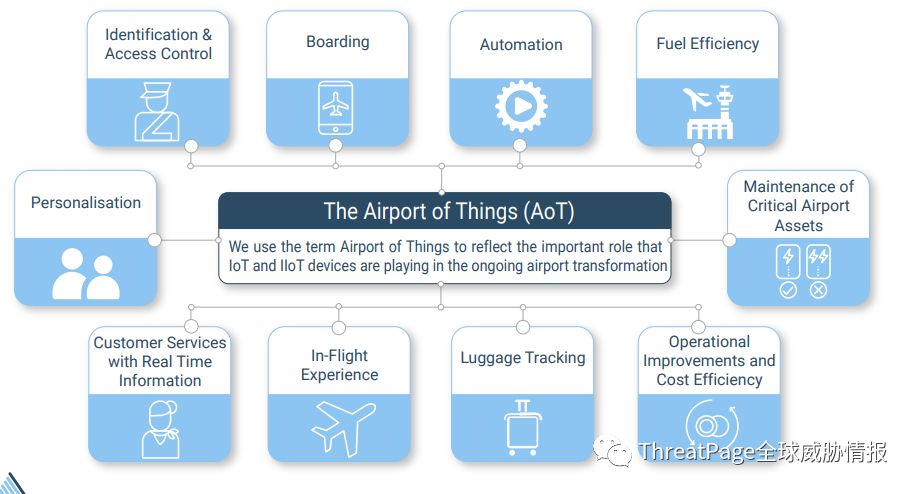 Identification &
Access Control
Boarding
Automation
Fuel Efficiency
Personalisation
The Airport of Things (AoT)
We use the term Airport of Things to reflect the important role that
IoT and IIoT devices are playing in the ongoing airport transformation
Maintenance of
Critical Airport
Assets
Customer Services
with Real Time
Information
In-Flight
Experience
Luggage Tracking
Operational
Improvements and
Cost Efficiency
ThreatPage全球威胁情报